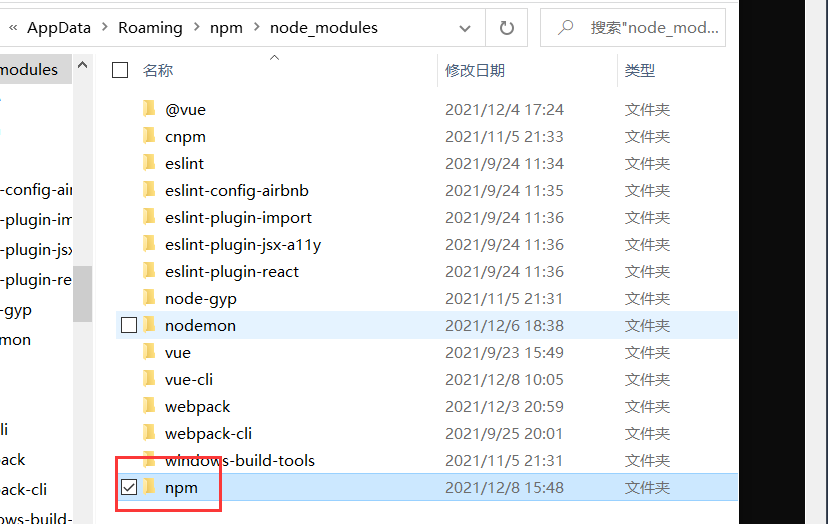 « AppData > Roaming > npm > node_modules 搜索"node_mod...
modules
名称 修改日期 类型
@vue 2021/12/4 17:24 文件夹
cnpm 2021/11/5 21:33 文件夹
eslint 2021/9/24 11:34 文件夹
-config-air eslint-config-airbnb 2021/9/24 11:35 文件夹
-plugin-im eslint-plugin-import 2021/9/24 11:36 文件夹
-plugin-jsx eslint-plugin-jsx-a11y 2021/9/24 11:36 文件夹
-plugin-re eslint-plugin-react 2021/9/24 11:36 文件夹
-gyp node-gyp 2021/11/5 21:31 文件夹
mon nodemon 2021/12/6 18:38 文件夹
vue 2021/9/23 15:49 文件夹
vue-cli 2021/12/8 10:05 文件夹
webpack 2021/12/3 20:59 文件夹
li webpack-cli 2021/9/25 20:01 文件夹
ack windows-build-tools 2021/11/5 21:31 文件夹
ack-cli npm 2021/12/8 15:48 文件夹
ws-build-